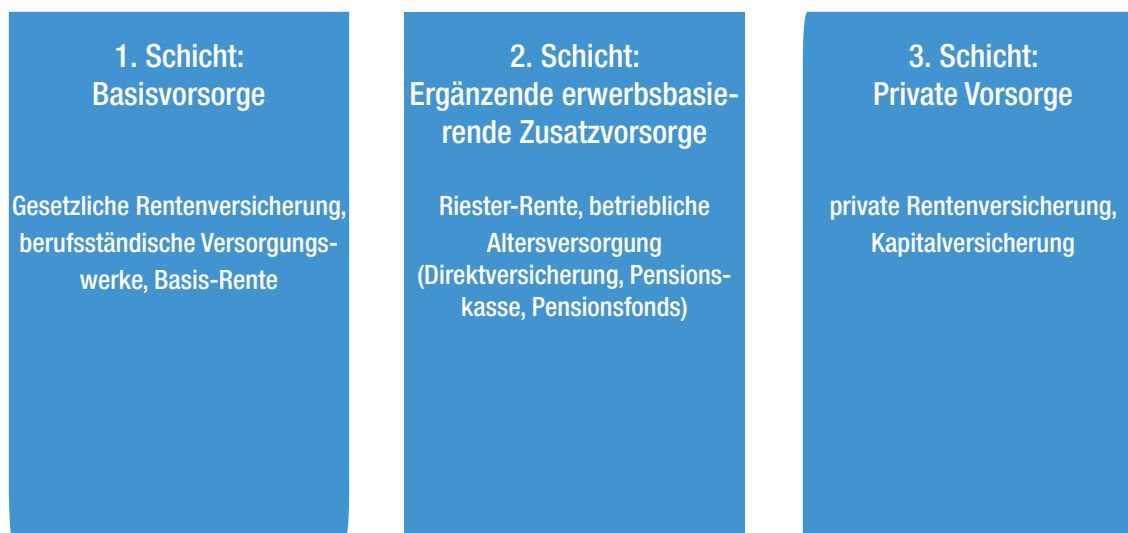 1. Schicht:
Basisvorsorge
Gesetzliche Rentenversicherung,
berufsständische Versorgungs-
werke, Basis-Rente
2. Schicht:
Ergänzende erwerbsbasie-
rende Zusatzvorsorge
Riester-Rente, betriebliche
Altersversorgung
(Direktversicherung, Pensions-
kasse, Pensionsfonds)
3. Schicht:
Private Vorsorge
private Rentenversicherung,
Kapitalversicherung